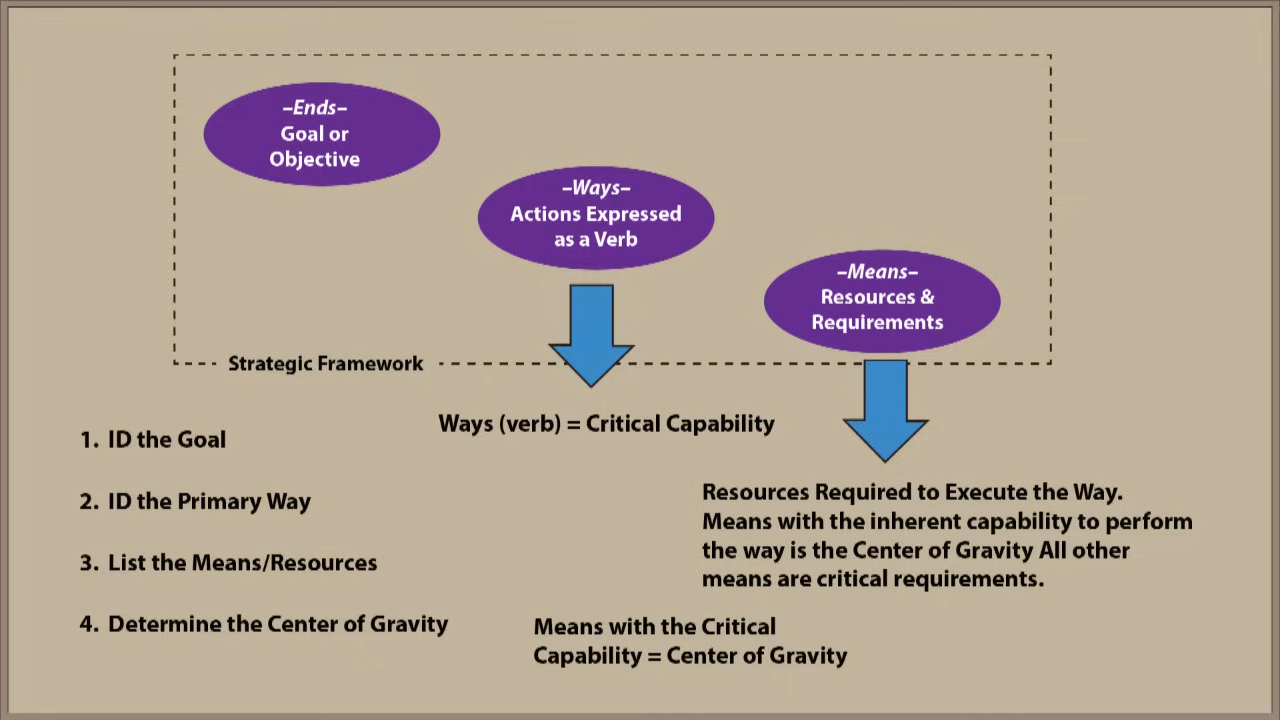 –Ends–
Goal or
Objective
–Ways–
Actions Expressed
as a Verb
–Means–
Resources &
Requirements
Strategic Framework
Ways (verb) = Critical Capability
1. ID the Goal
2. ID the Primary Way
3. List the Means/Resources
4. Determine the Center of Gravity
Resources Required to Execute the Way.
Means with the inherent capability to perform
the way is the Center of Gravity All other
means are critical requirements.
Means with the Critical
Capability = Center of Gravity